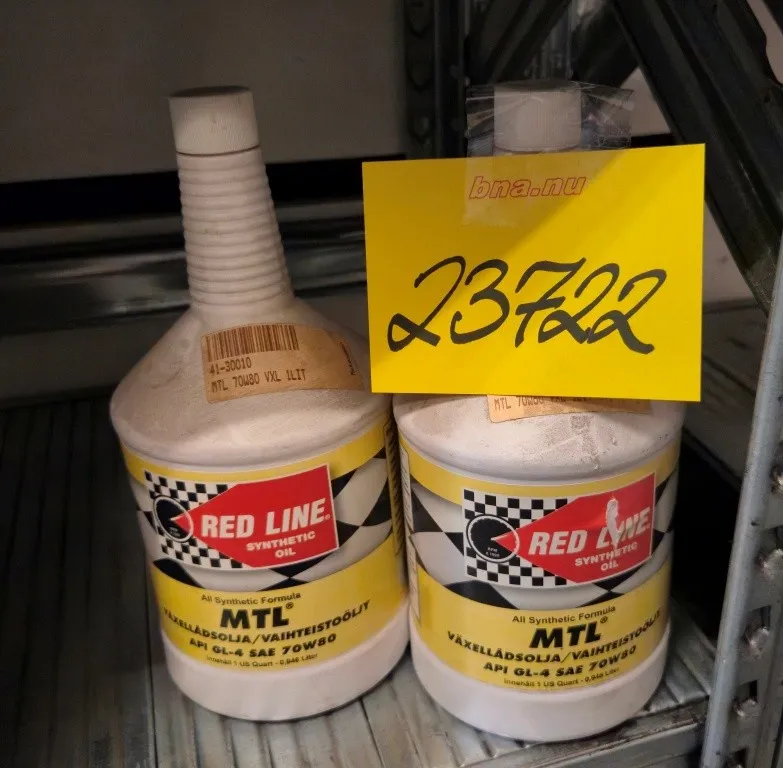 bna.nu
23722
41-30010
MTL 70W80 VXL 1LIT
MTL 70W80
RED LINE®
SYNTHETIC
OIL
All Synthetic Formula
MTL®
VÄXELLÅDSOLJA/VAIHTEISTOÖLJY
API GL-4 SAE 70W80
Innehåll 1 US Quart - 0,946 Liter
RED LINE®
SYNTHETIC
OIL
All Synthetic Formula
MTL®
VÄXELLÅDSOLJA/VAIHTEISTOÖLJY
API GL-4 SAE 70W80
Innehåll 1 US Quart - 0,946 Liter